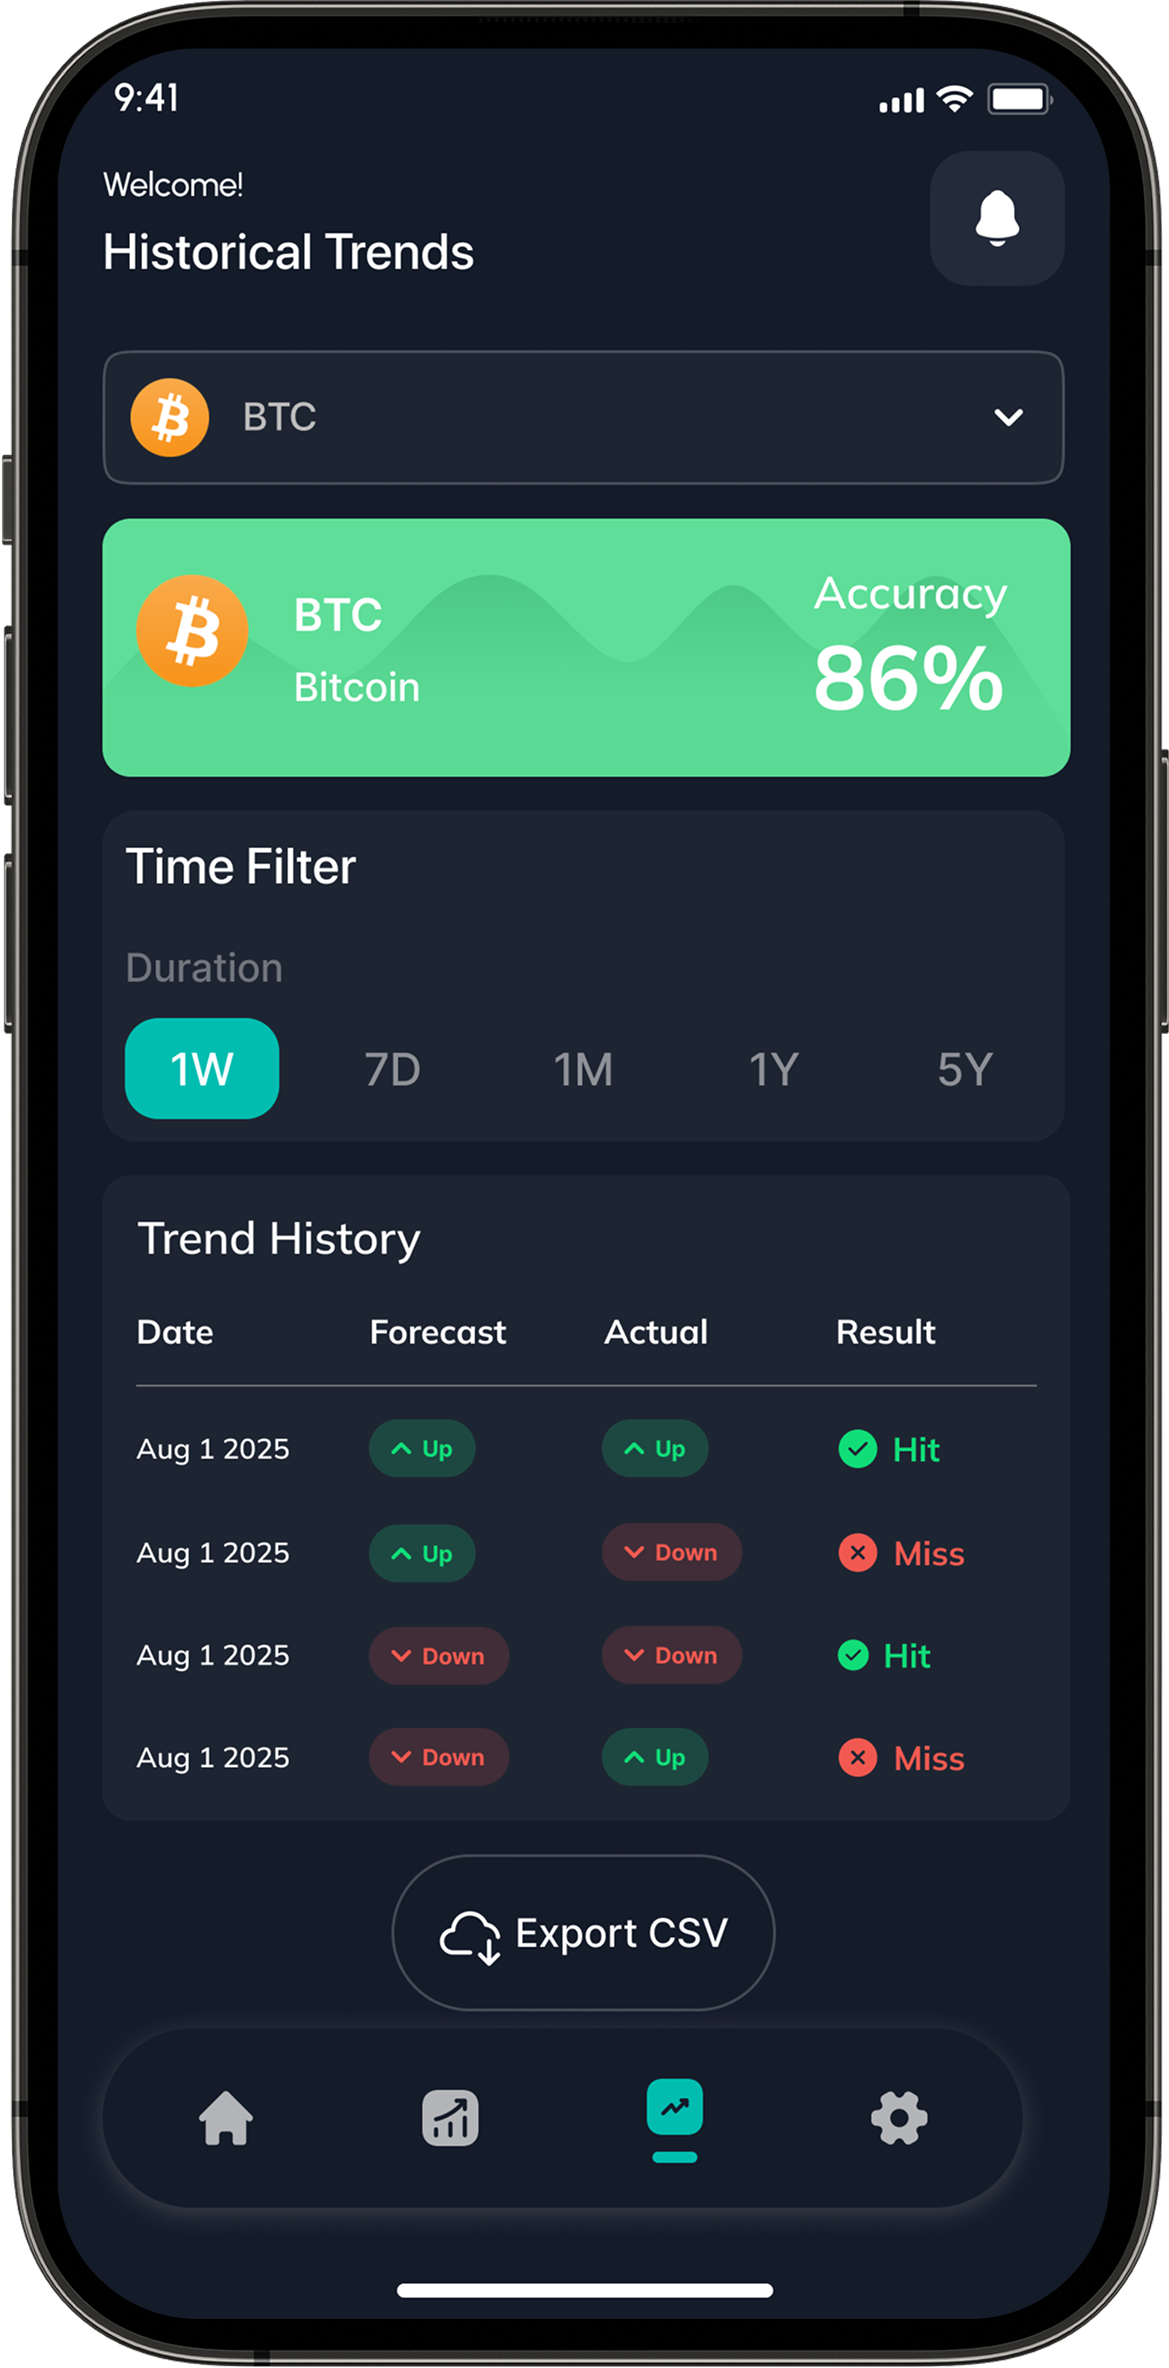 9:41
Welcome!
Historical Trends
BTC
BTC
Bitcoin
Accuracy
86%
Time Filter
Duration
1W 7D 1M 1Y 5Y
Trend History
Date Forecast Actual Result
Aug 1 2025 Up Up Hit
Aug 1 2025 Up Down Miss
Aug 1 2025 Down Down Hit
Aug 1 2025 Down Up Miss
Export CSV